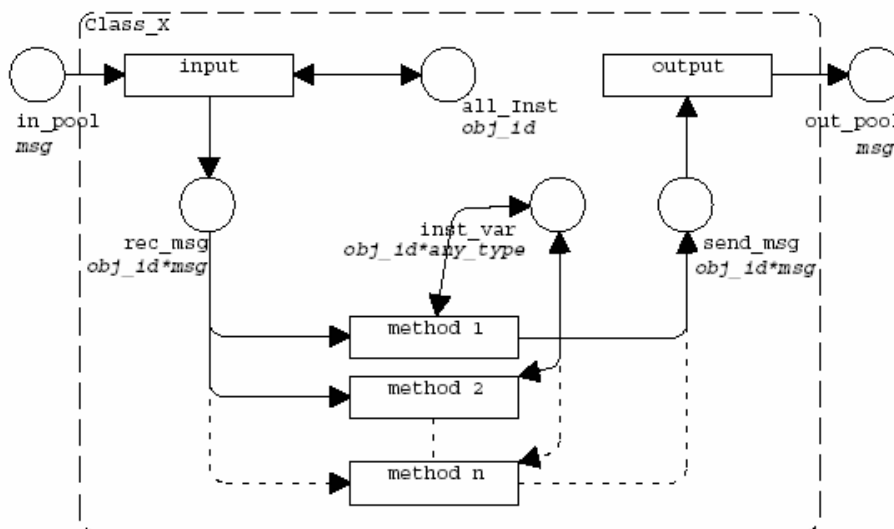 Class_X
input
output
in_pool
msg
all_Inst
obj_id
out_pool
msg
rec_msg
obj_id*msg
inst_var
obj_id*any_type
send_msg
obj_id*msg
method 1
method 2
method n